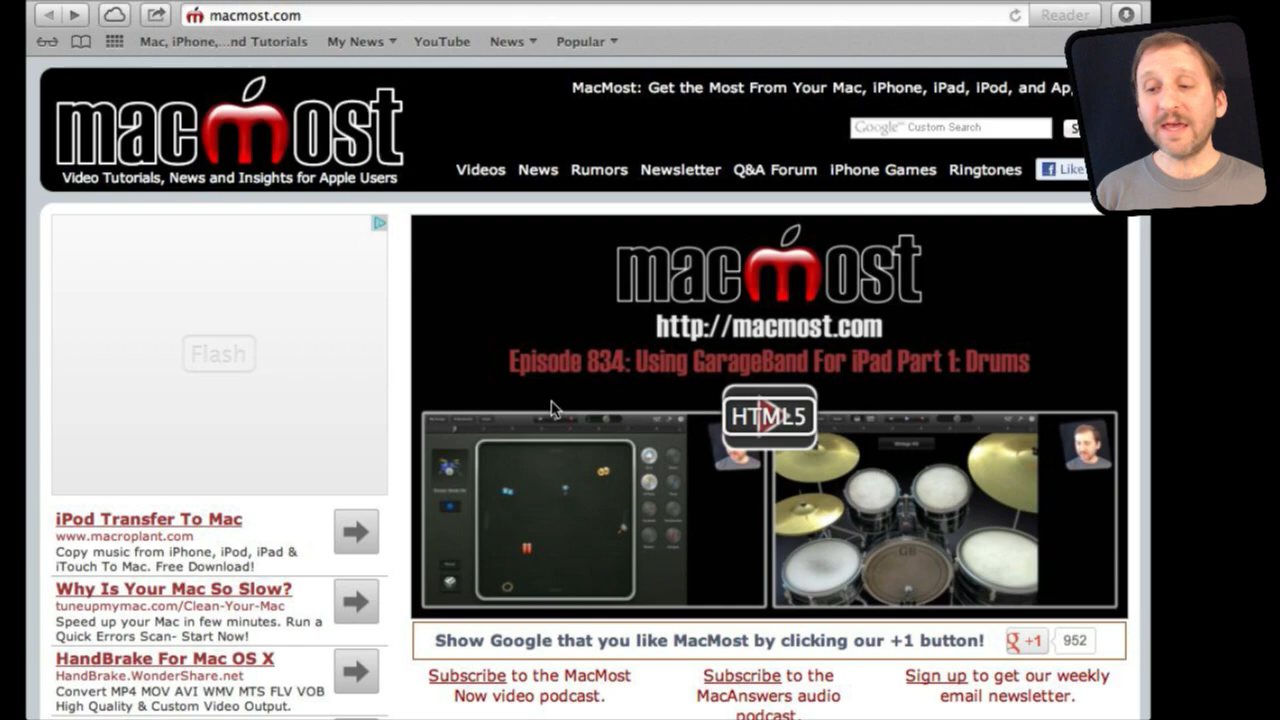 macmost.com
Reader
Mac, iPhone,...nd Tutorials
My News
YouTube
News
Popular
macmost
Video Tutorials, News and Insights for Apple Users
MacMost: Get the Most From Your Mac, iPhone, iPad, iPod, and Ap
Google™ Custom Search
S
Videos
News
Rumors
Newsletter
Q&A Forum
iPhone Games
Ringtones
Like
Flash
iPod Transfer To Mac
www.macroplant.com
Copy music from iPhone, iPod, iPad &
iTouch To Mac. Free Download!
Why Is Your Mac So Slow?
tuneupmymac.com/Clean-Your-Mac
Speed up your Mac in few minutes. Run a
Quick Errors Scan- Start Now!
HandBrake For Mac OS X
HandBrake.WonderShare.net
Convert MP4 MOV AVI WMV MTS FLV VOB
High Quality & Custom Video Output.
macmost
http://macmost.com
Episode 834: Using GarageBand For iPad Part 1: Drums
HTML5
GB
Show Google that you like MacMost by clicking our +1 button!
g +1
952
Subscribe to the MacMost
Now video podcast.
Subscribe to the
MacAnswers audio
podcast.
Sign up to get our weekly
email newsletter.